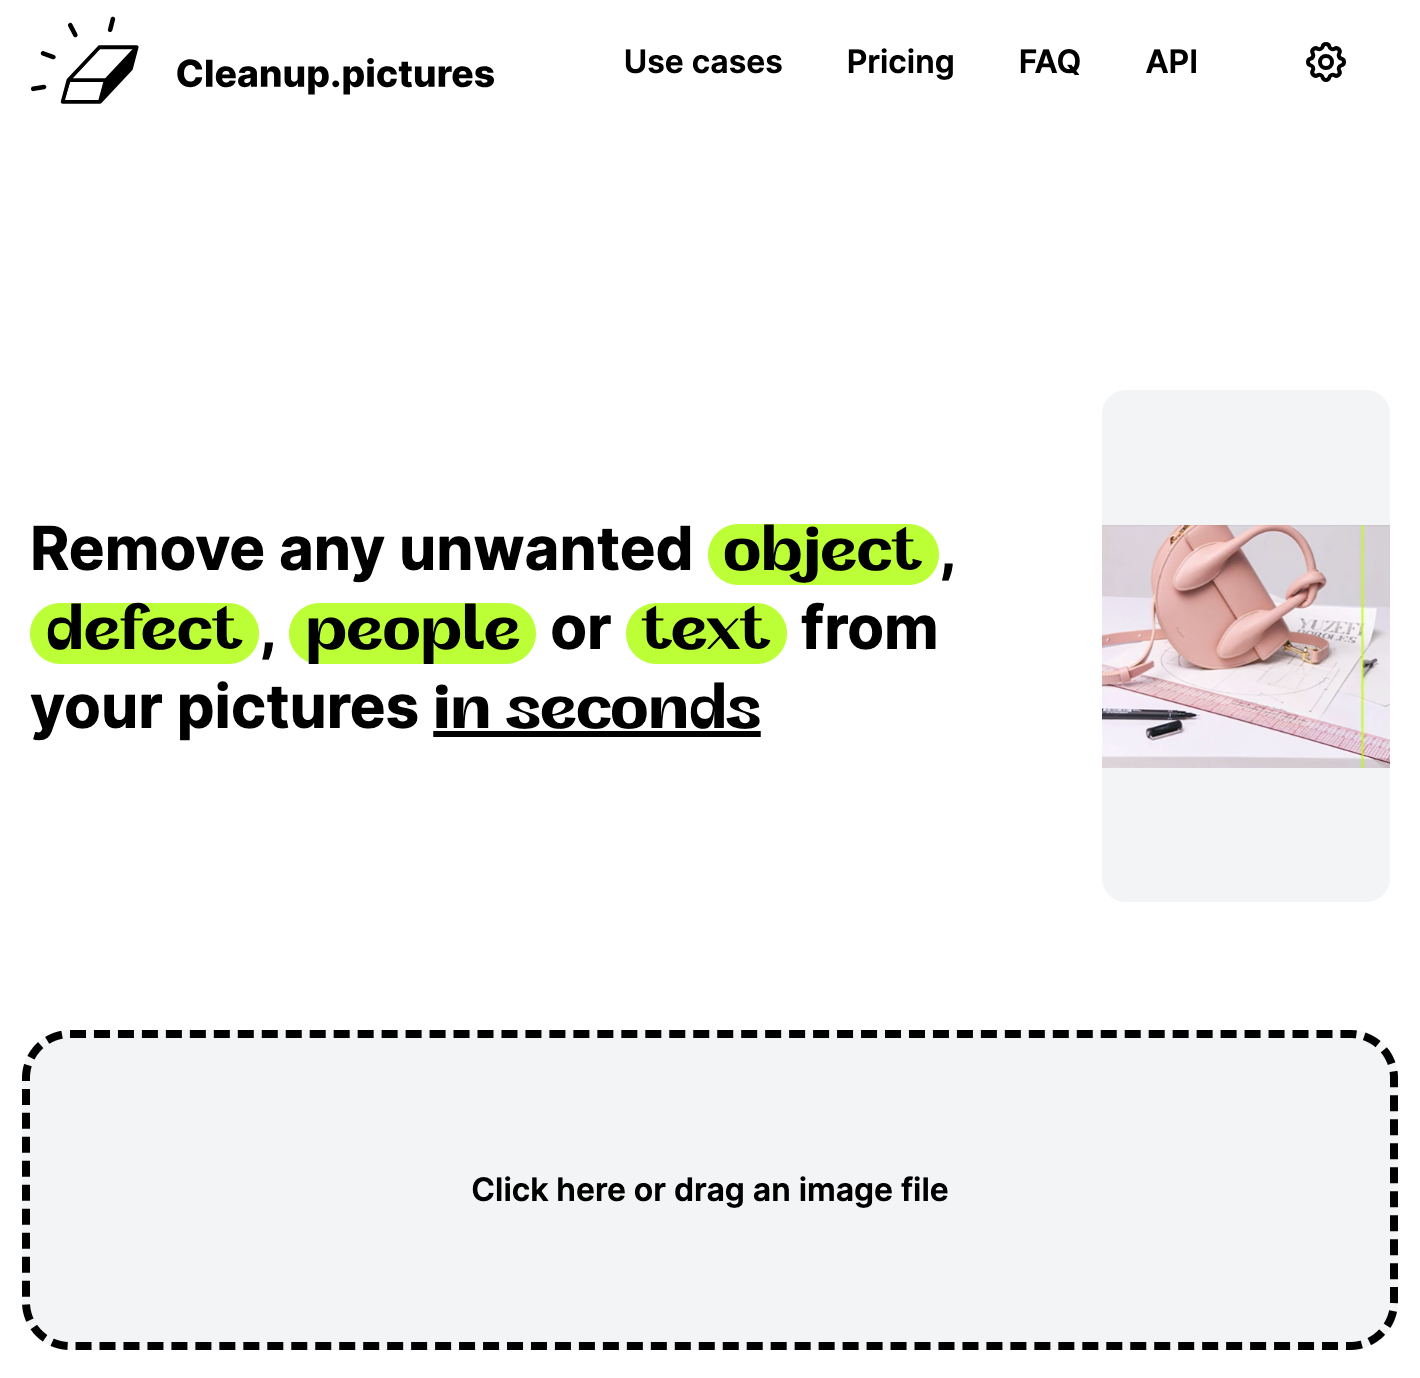 Cleanup.pictures
Use cases
Pricing
FAQ
API
Remove any unwanted object,
defect, people or text from
your pictures in seconds
Click here or drag an image file